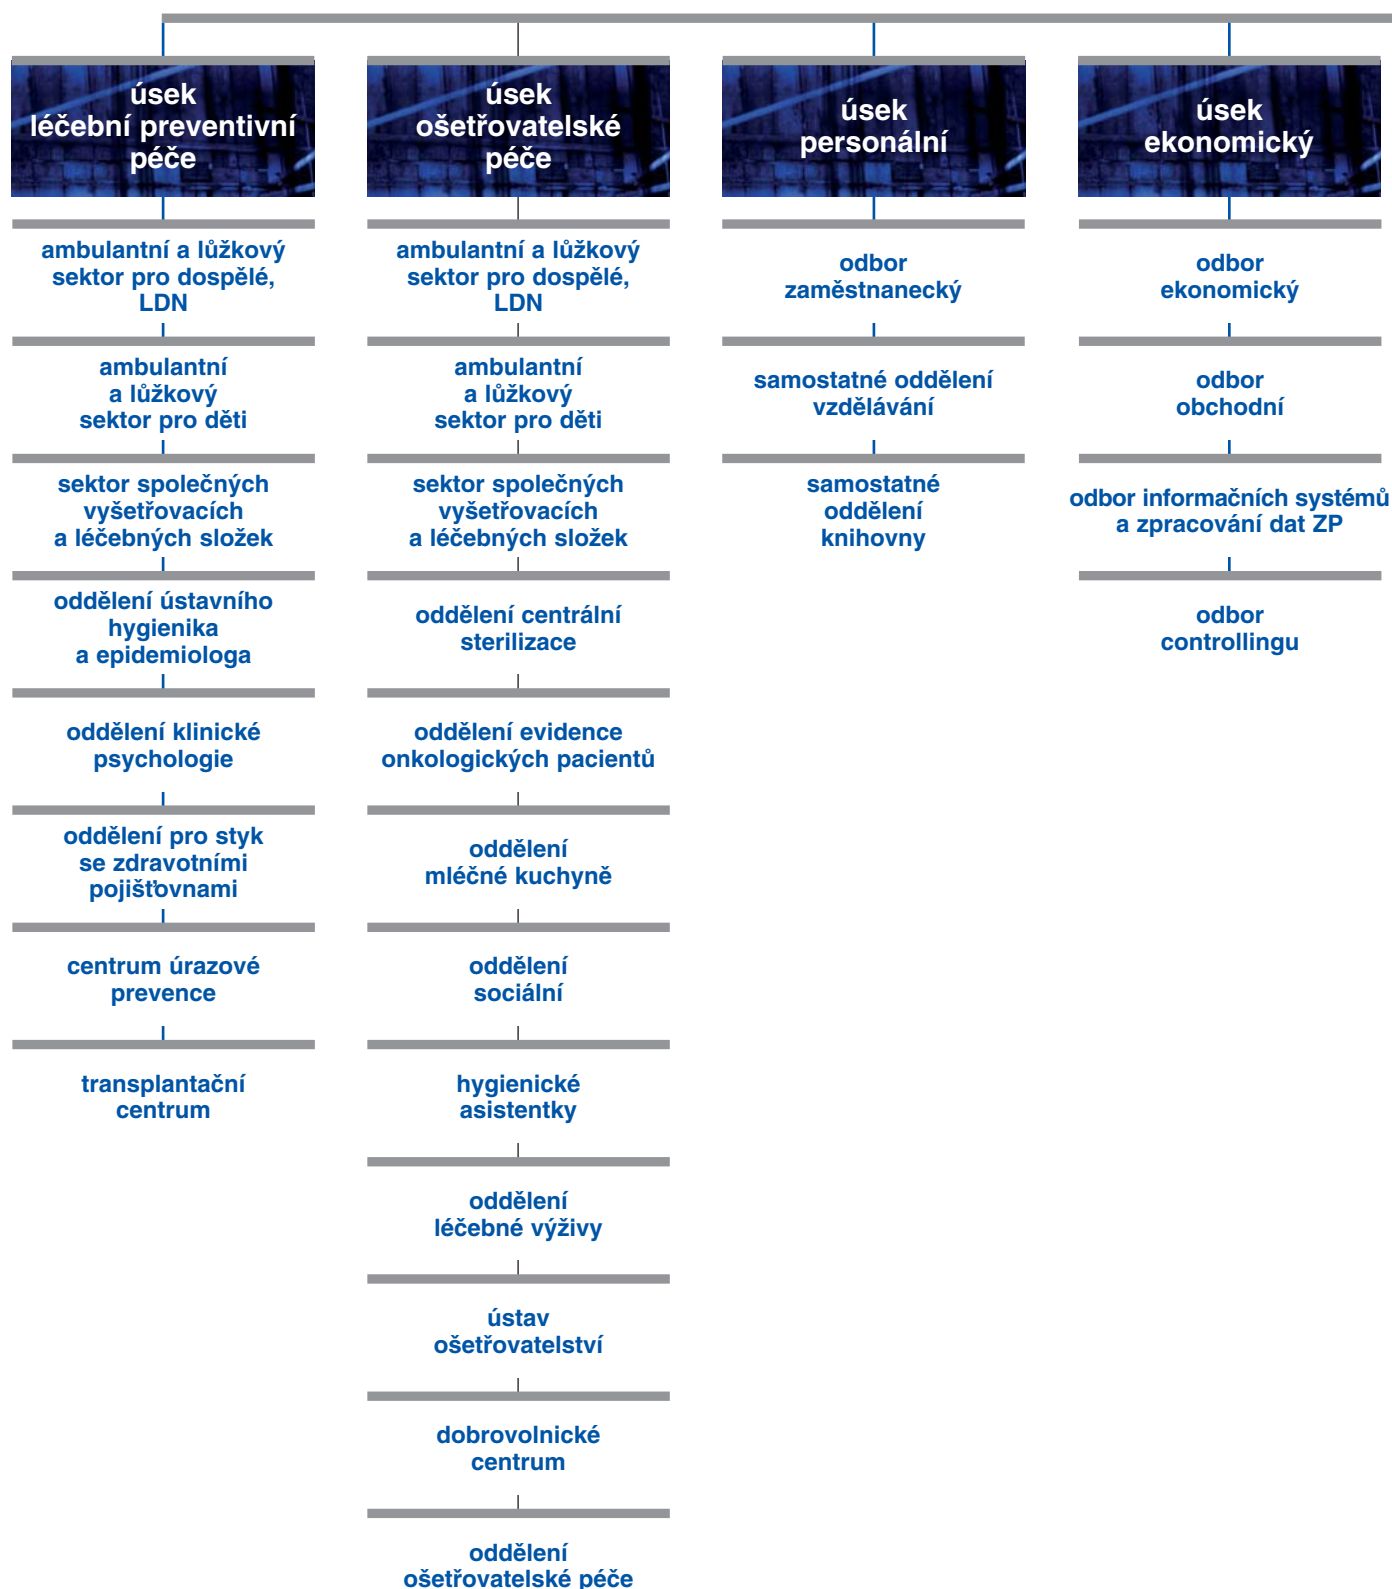 úsek
léčební preventivní
péče
ambulantní a lůžkový
sektor pro dospělé,
LDN
ambulantní
a lůžkový
sektor pro děti
sektor společných
vyšetřovacích
a léčebných složek
oddělení ústavního
hygienika
a epidemiologa
oddělení klinické
psychologie
oddělení pro styk
se zdravotními
pojišťovnami
centrum úrazové
prevence
transplantační
centrum
úsek
ošetřovatelské
péče
ambulantní a lůžkový
sektor pro dospělé,
LDN
ambulantní
a lůžkový
sektor pro děti
sektor společných
vyšetřovacích
a léčebných složek
oddělení centrální
sterilizace
oddělení evidence
onkologických pacientů
oddělení
mléčné kuchyně
oddělení
sociální
hygienické
asistentky
oddělení
léčebné výživy
ústav
ošetřovatelství
dobrovolnické
centrum
oddělení
ošetřovatelské péče
úsek
personální
odbor
zaměstnanecký
samostatné oddělení
vzdělávání
samostatné
oddělení
knihovny
úsek
ekonomický
odbor
ekonomický
odbor
obchodní
odbor informačních systémů
a zpracování dat ZP
odbor
controllingu